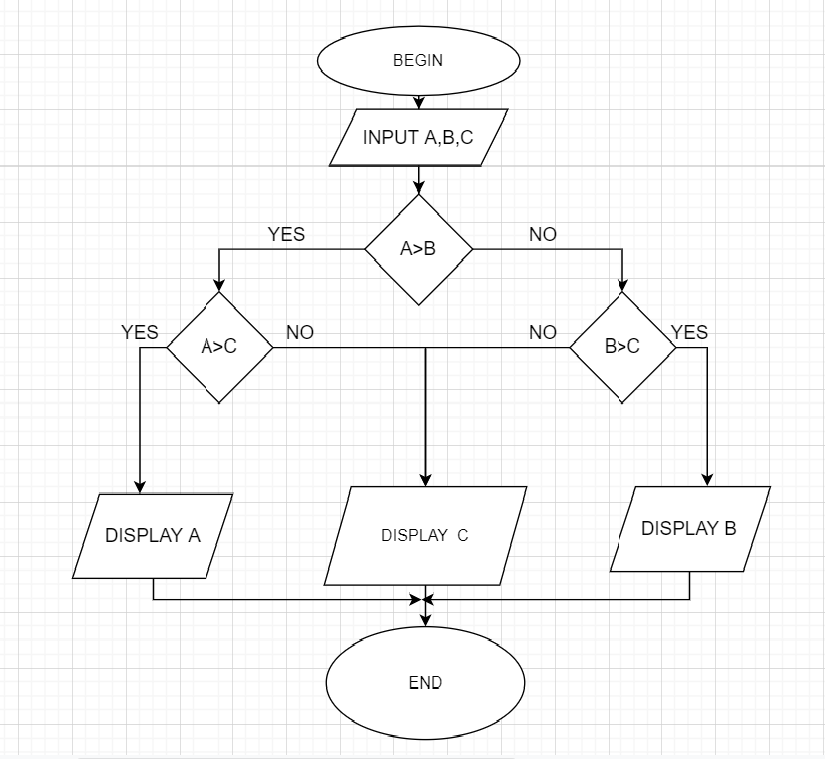 BEGIN
INPUT A,B,C
A>B
YES
NO
A>C
YES
NO
B>C
NO
YES
DISPLAY A
DISPLAY C
DISPLAY B
END